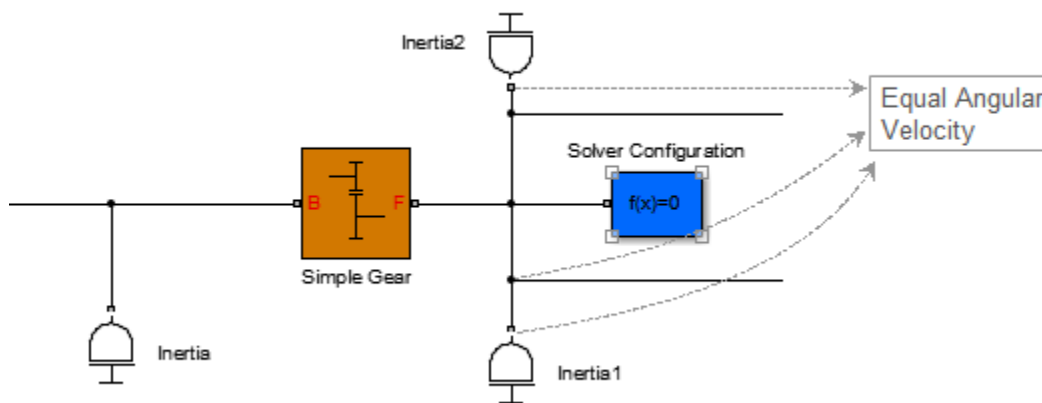 Inertia2
Equal Angular
Velocity
Solver Configuration
B
F
f(x)=0
Simple Gear
Inertia
Inertia1